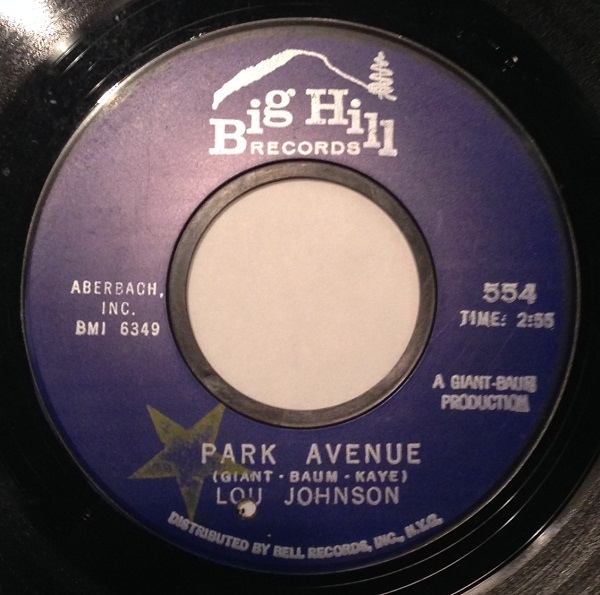 Big Hill
RECORDS
ABERBACH,
INC.
BMI 6349
554
TIME: 2:55
A GIANT-BAUM
PRODUCTION
PARK AVENUE
(GIANT - BAUM - KAYE)
LOU JOHNSON
DISTRIBUTED BY BELL RECORDS, INC., N.Y.C.